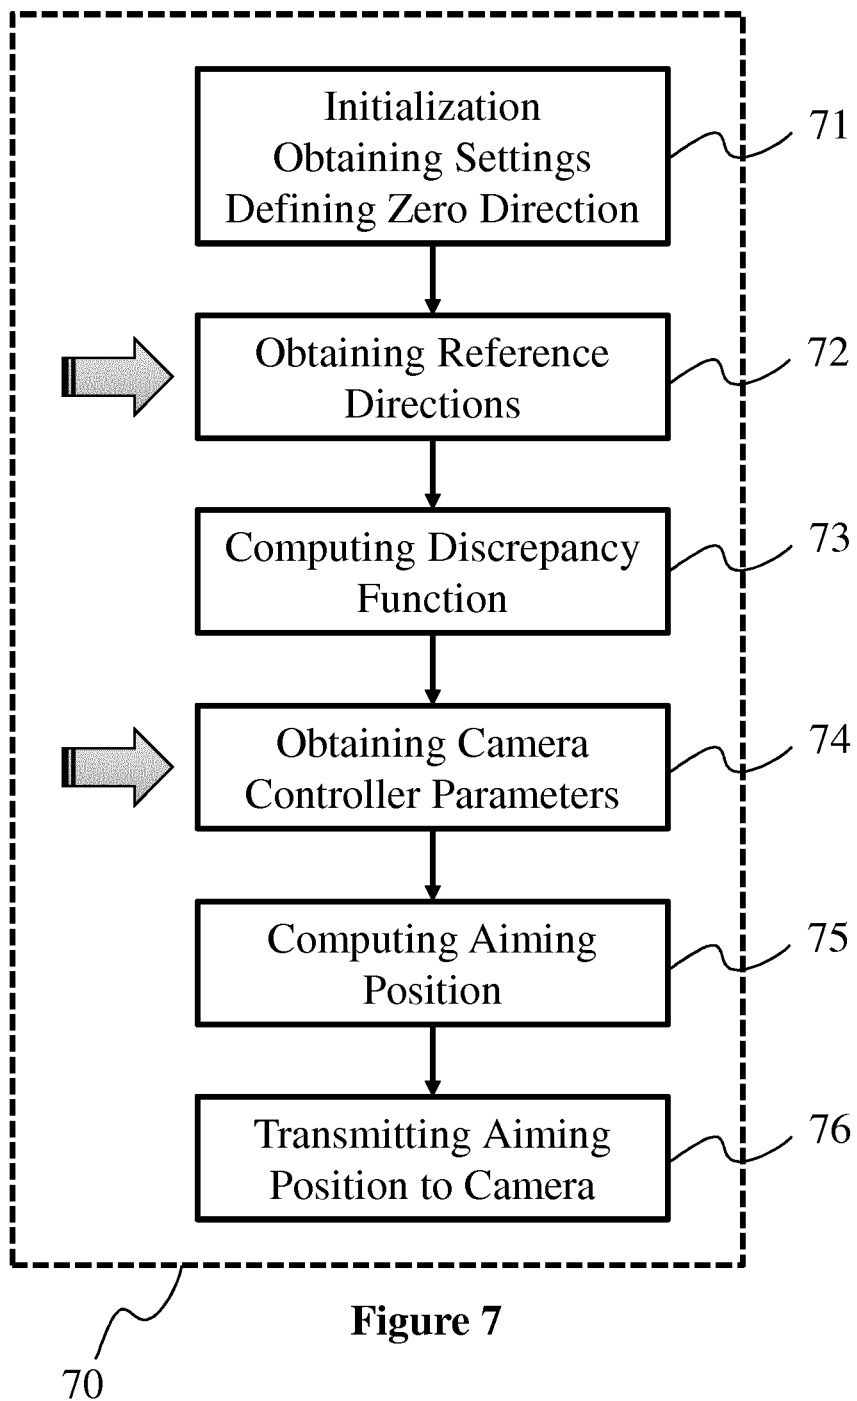 Initialization
Obtaining Settings
Defining Zero Direction
71
Obtaining Reference
Directions
72
Computing Discrepancy
Function
73
Obtaining Camera
Controller Parameters
74
Computing Aiming
Position
75
Transmitting Aiming
Position to Camera
76
Figure 7
70